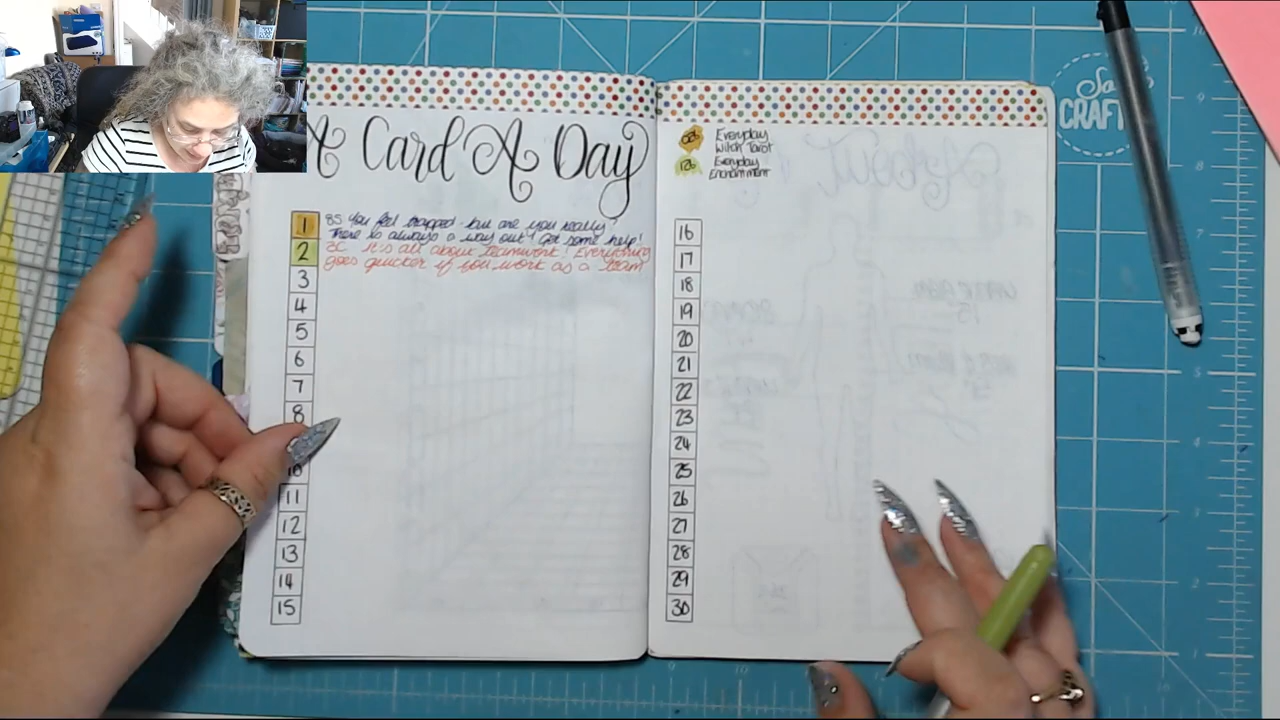 A Card A Day
1
8S. You feel trapped - but are you really?
There is always a way out! Get some help!
2
3C It's all about teamwork! Everything
goes quicker if you work as a team
3
4
5
6
7
8
10
11
12
13
14
15
Everyday
Witch Tarot
Everyday
Enchantment
16
17
18
19
20
21
22
23
24
25
26
27
28
29
30
CRAFT